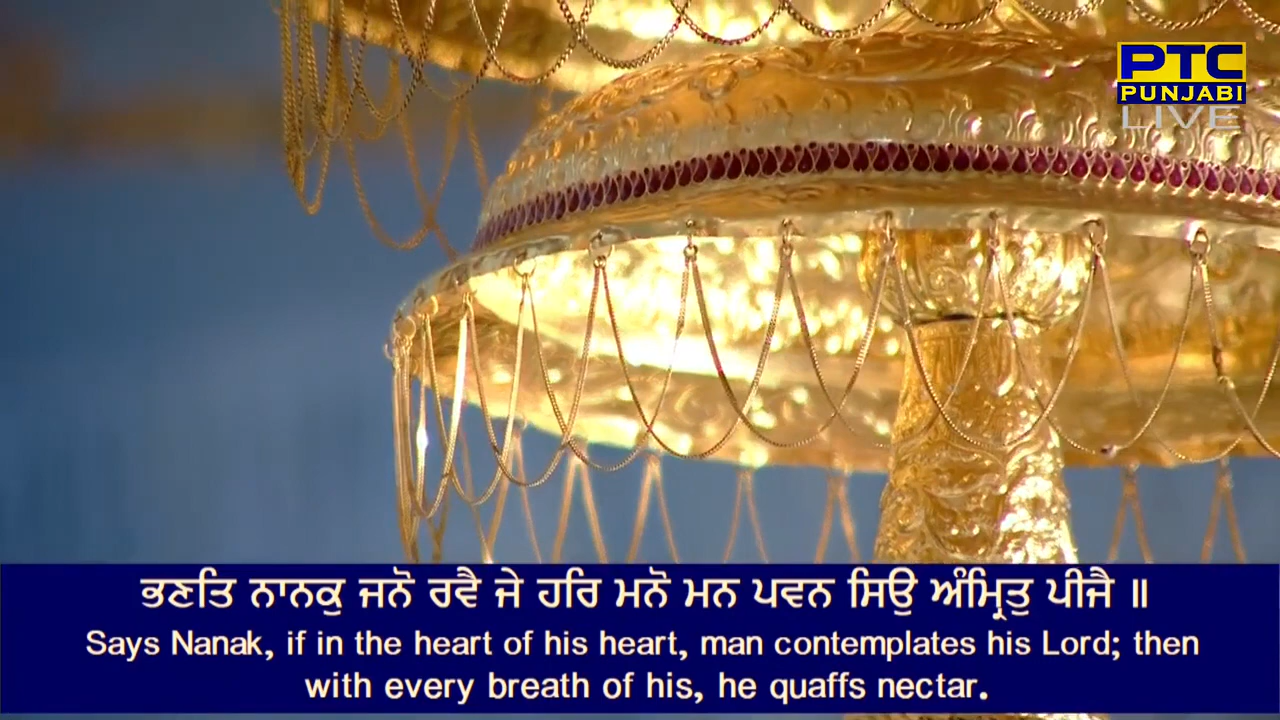 PTC
PUNJABI
LIVE
ਭਣਤਿ ਨਾਨਕੁ ਜਨੋ ਰਵੈ ਜੇ ਹਰਿ ਮਨੋ ਮਨ ਪਵਨ ਸਿਉ ਅੰਮ੍ਰਿਤੁ ਪੀਜੈ ॥
Says Nanak, if in the heart of his heart, man contemplates his Lord; then
with every breath of his, he quaffs nectar.